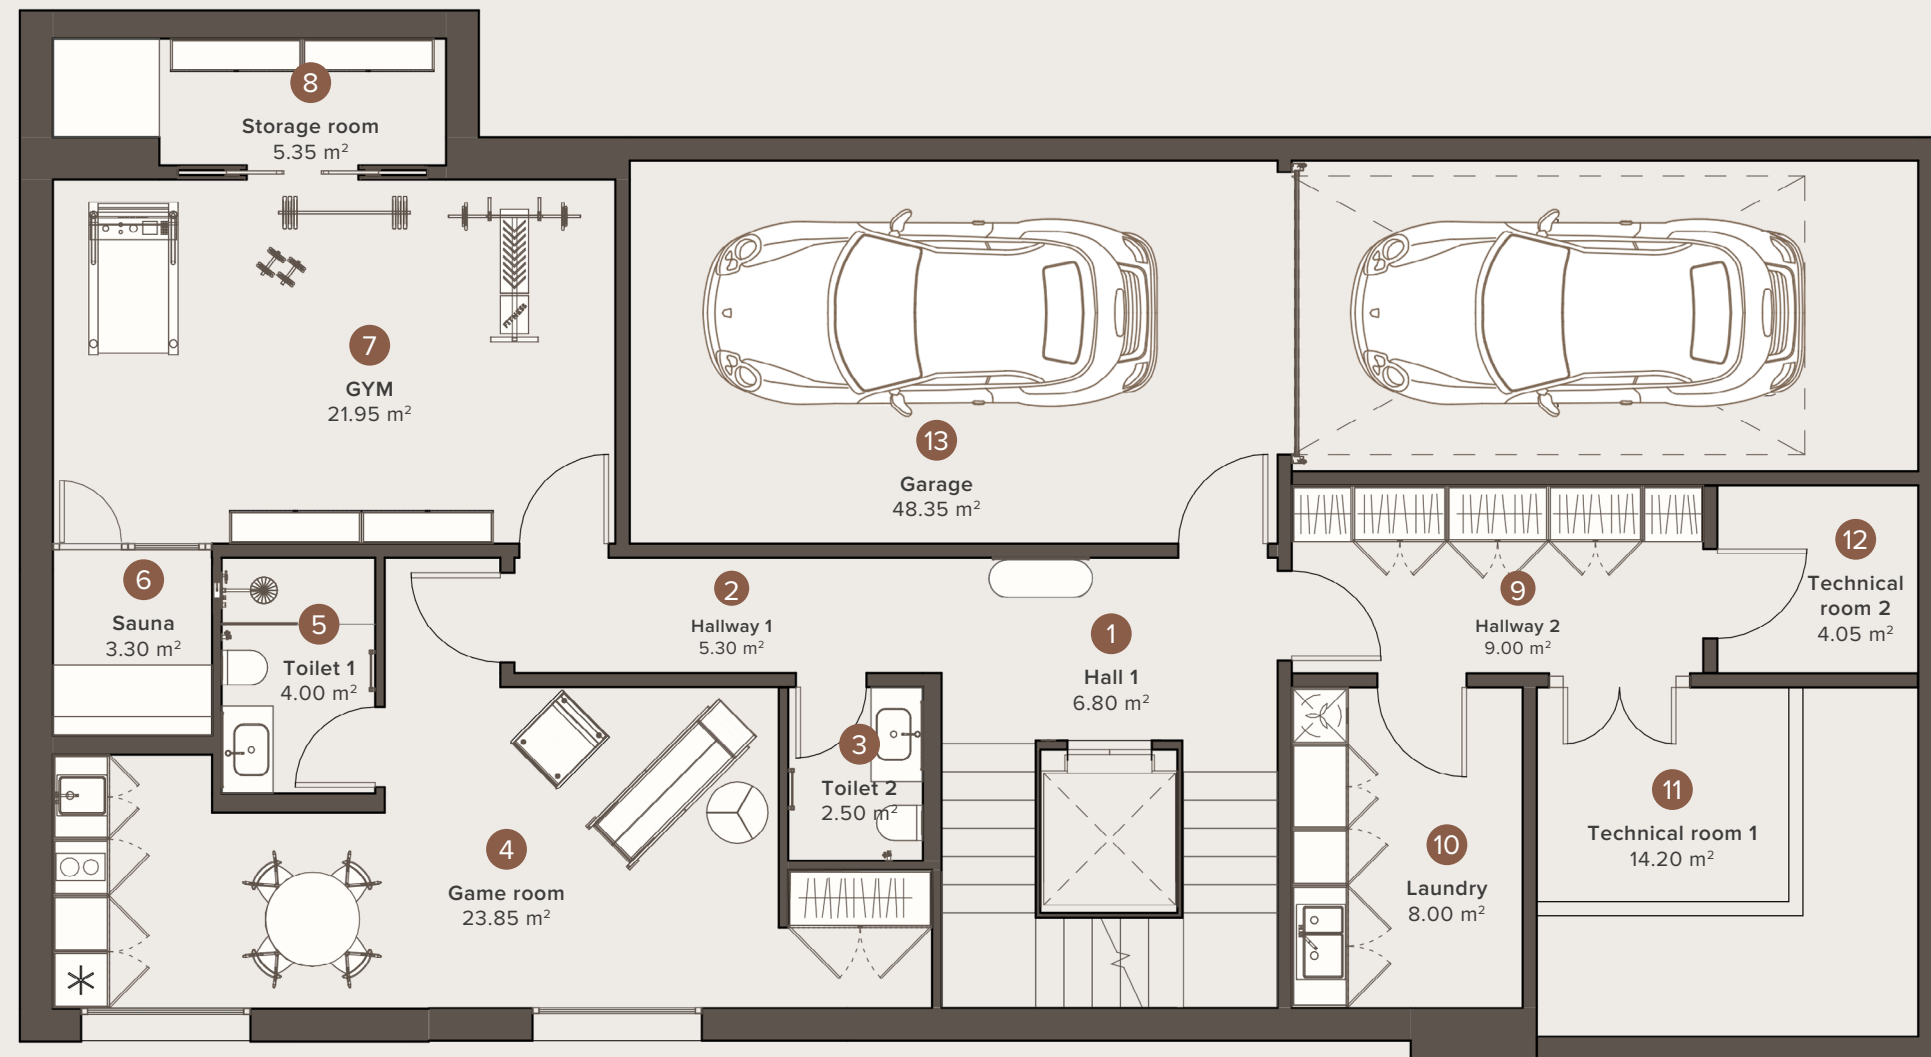 8
Storage room
5.35 m²
FITNESS
7
GYM
21.95 m²
13
Garage
48.35 m²
12
Technical
room 2
4.05 m²
6
Sauna
3.30 m²
5
Toilet 1
4.00 m²
2
Hallway 1
5.30 m²
1
Hall 1
6.80 m²
9
Hallway 2
9.00 m²
3
Toilet 2
2.50 m²
4
Game room
23.85 m²
10
Laundry
8.00 m²
11
Technical room 1
14.20 m²